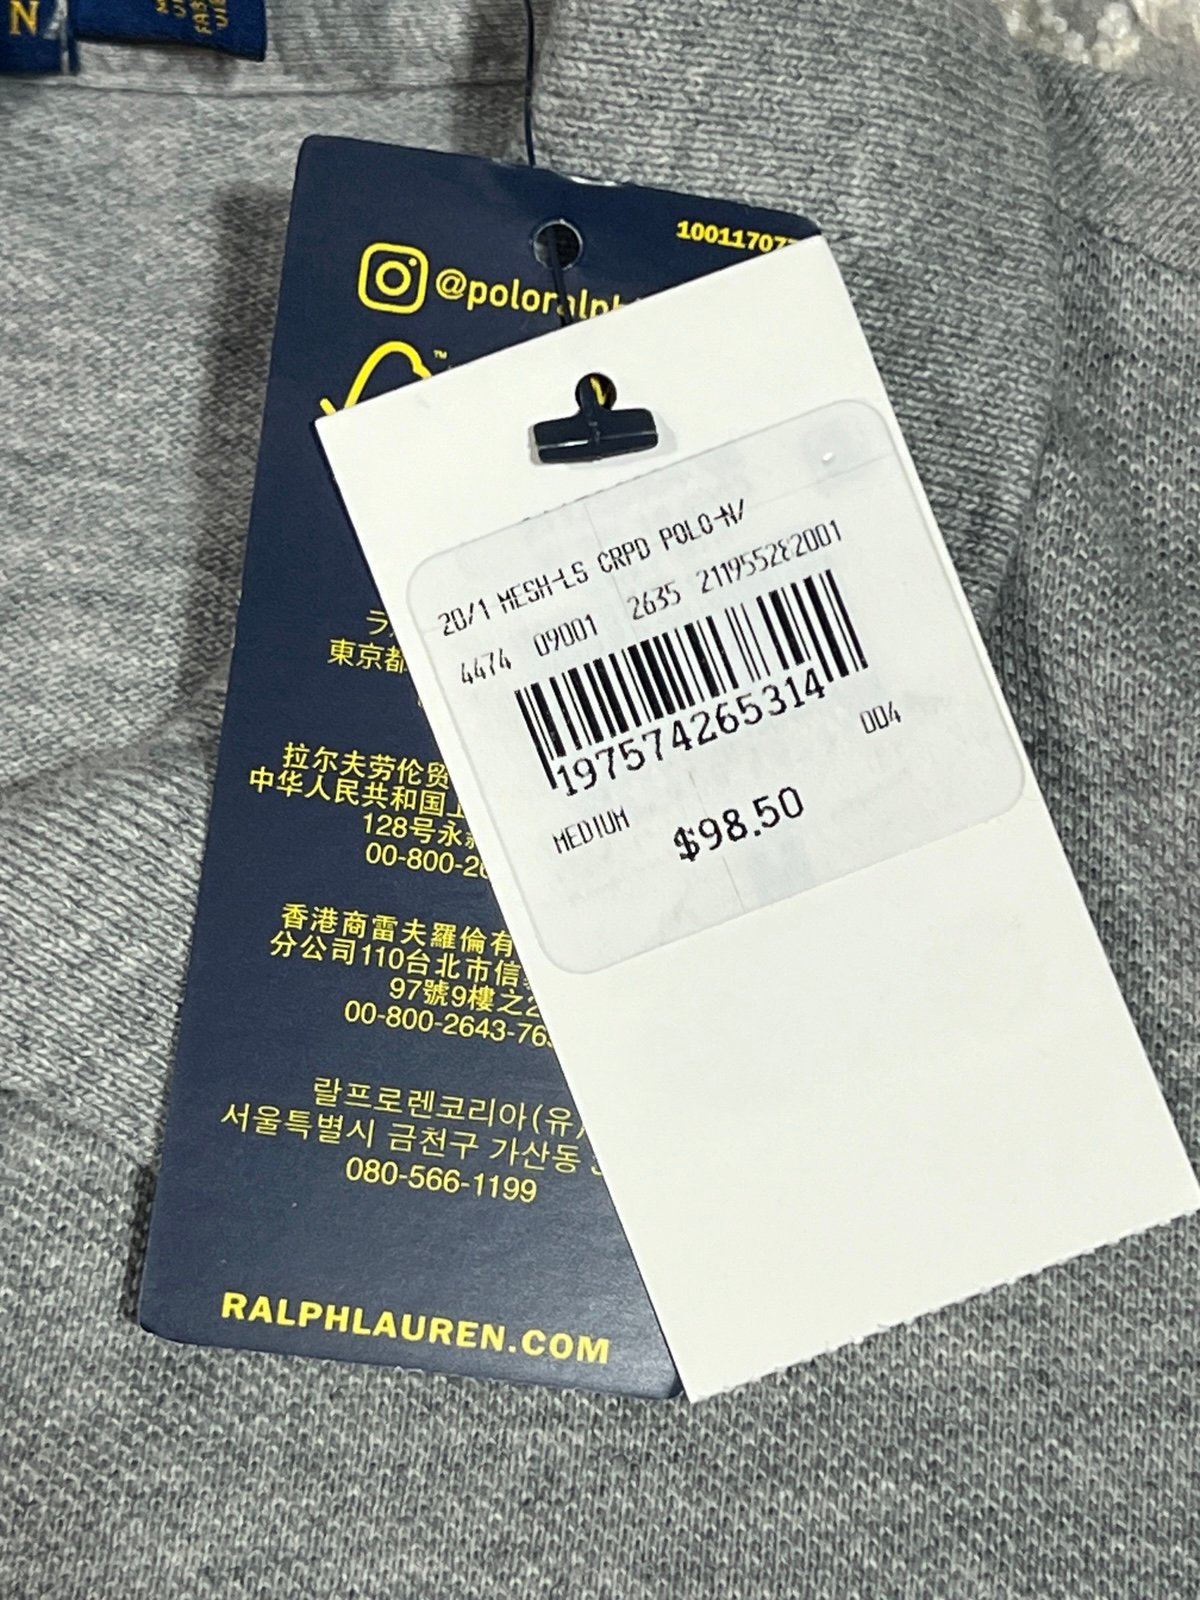 100117077
@poloralph
™
20/1 MESH-LS CRPD POLO-N/
4474 09001 2635 211955282001
197574265314
004
MEDIUM $98.50
東京都
拉尔夫劳伦贸
中华人民共和国上
128号永
00-800-26
香港商雷夫羅倫有
分公司110台北市信義
97號9樓之2
00-800-2643-76
랄프로렌코리아(유)
서울특별시 금천구 가산동
080-566-1199
RALPHLAUREN.COM